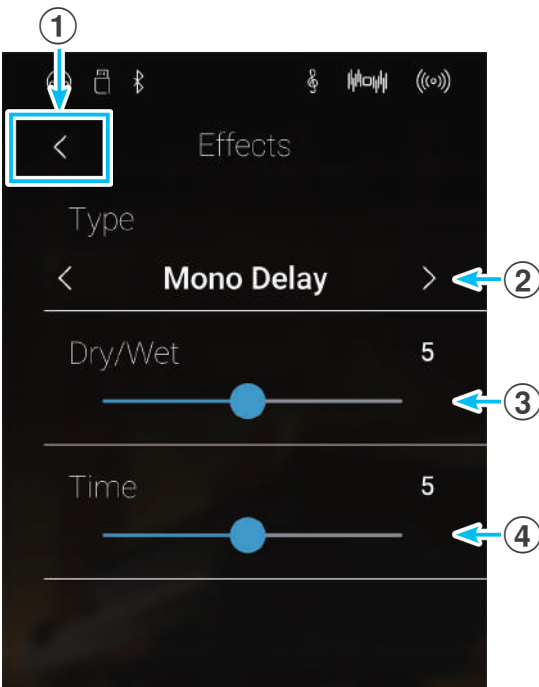 ①
Effects
Type
Mono Delay
②
Dry/Wet 5
③
Time 5
④